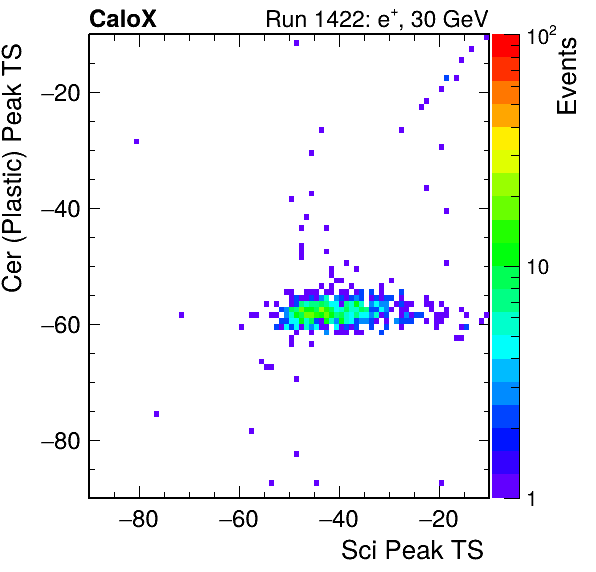 CaloX Run 1422: e⁺, 30 GeV
Cer (Plastic) Peak TS
−20
−40
−60
−80
−80 −60 −40 −20
Sci Peak TS
10²
10
1
Events